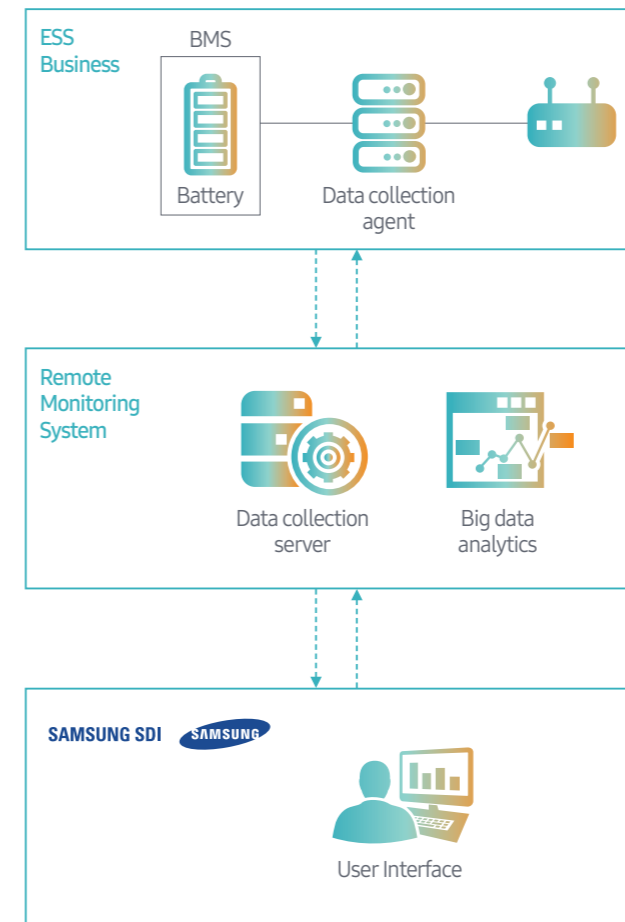 ESS
Business
BMS
Battery
Data collection
agent
Remote
Monitoring
System
Data collection
server
Big data
analytics
SAMSUNG SDI
SAMSUNG
User Interface